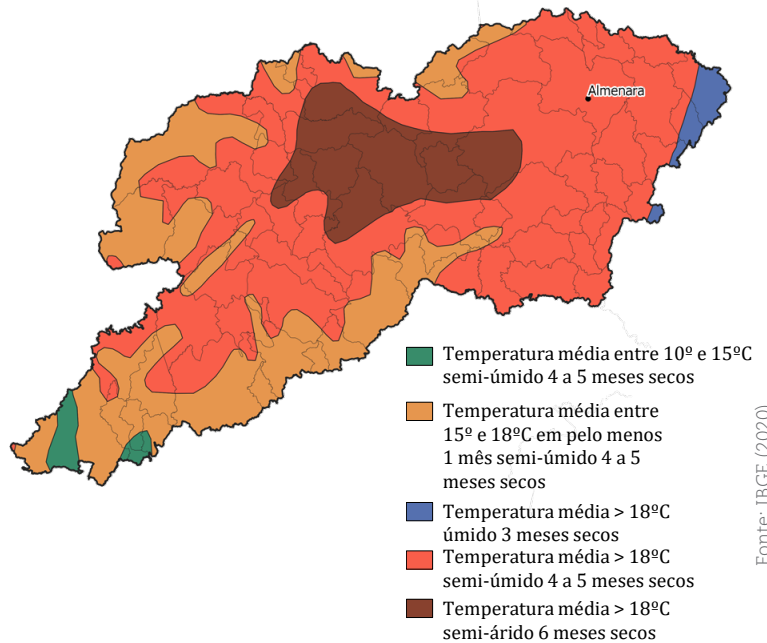 Almenara
Temperatura média entre 10º e 15ºC
semi-úmido 4 a 5 meses secos
Temperatura média entre
15º e 18ºC em pelo menos
1 mês semi-úmido 4 a 5
meses secos
Temperatura média > 18ºC
úmido 3 meses secos
Temperatura média > 18ºC
semi-úmido 4 a 5 meses secos
Temperatura média > 18ºC
semi-árido 6 meses secos
Fonte: IBGE (2020)